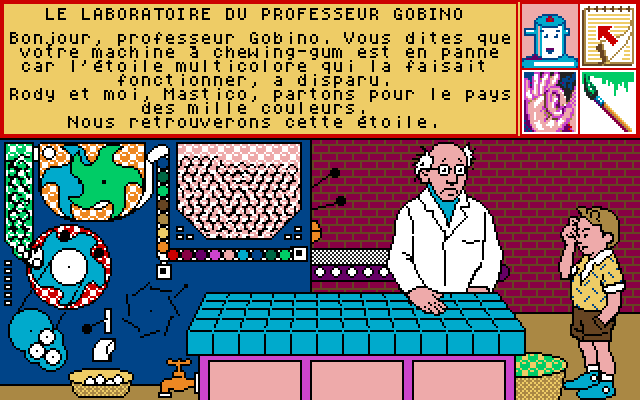 LE LABORATOIRE DU PROFESSEUR GOBINO
Bonjour, professeur Gobino. Vous dites que
votre machine à chewing-gum est en panne
car l'étoile multicolore qui la faisait
fonctionner, a disparu.
Rody et moi, Mastico, partons pour le pays
des mille couleurs.
Nous retrouverons cette étoile.